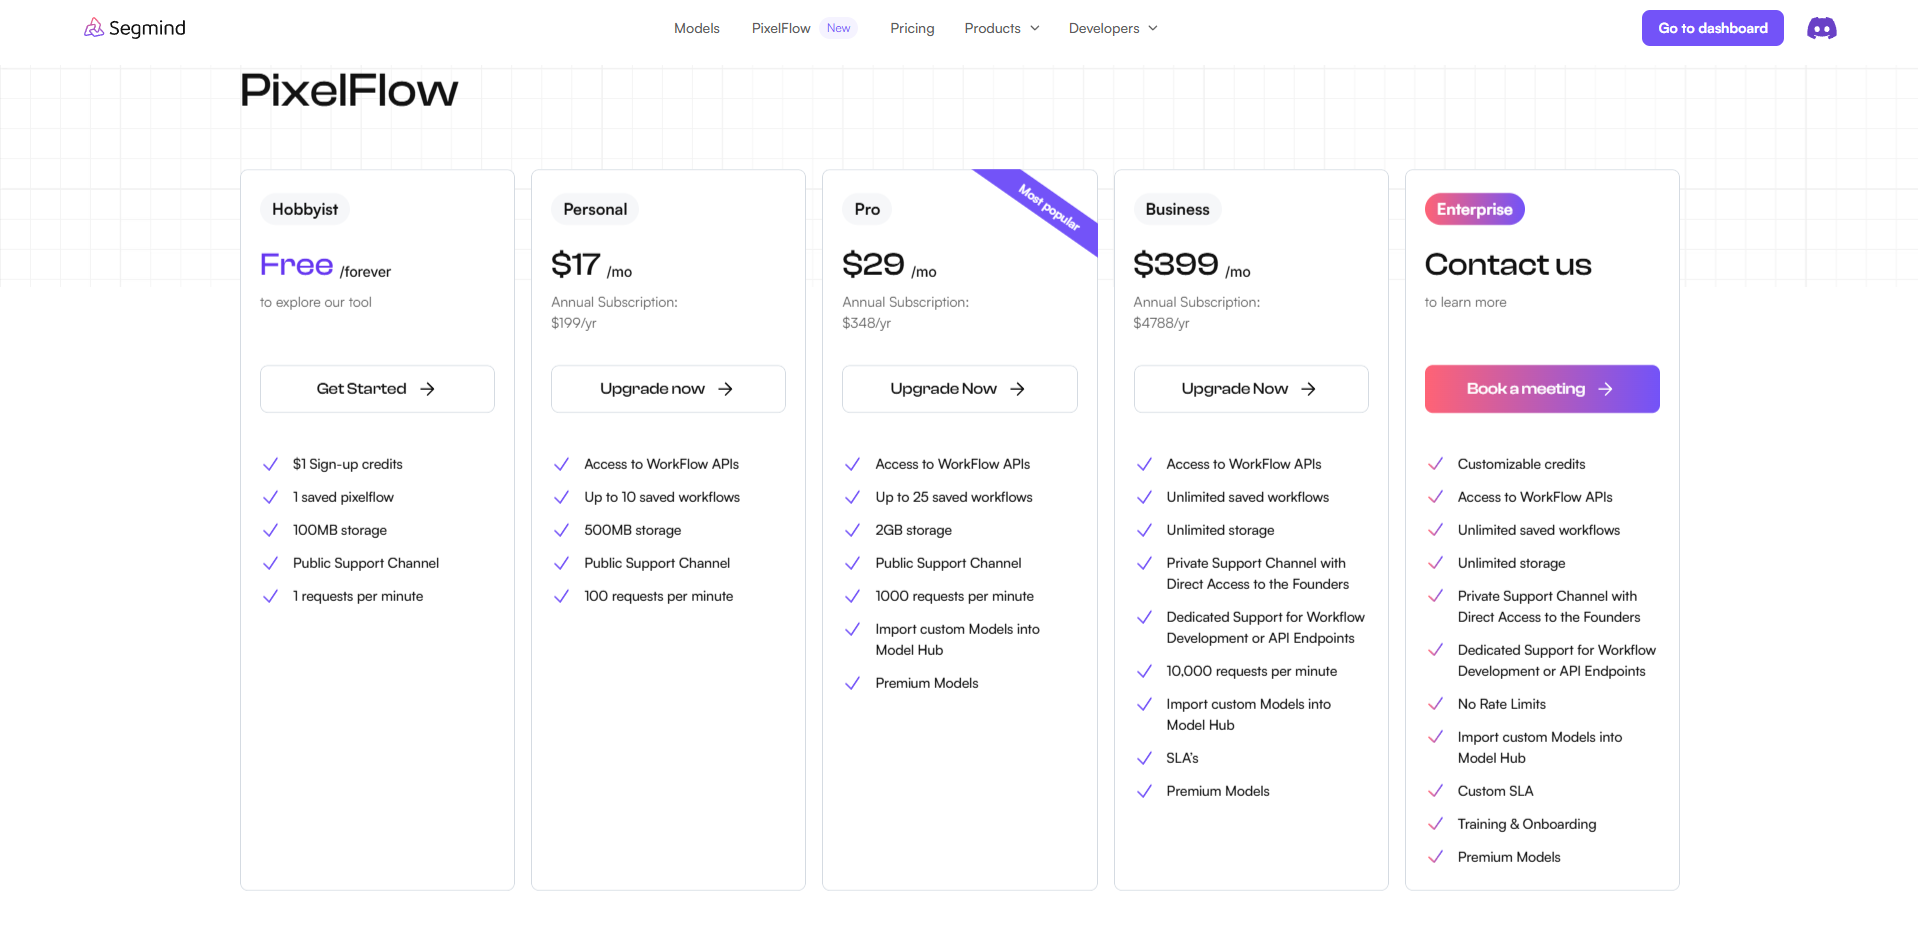 Segmind
Models
PixelFlow New
Pricing
Products
Developers
Go to dashboard
PixelFlow
Hobbyist
Free /forever
to explore our tool
Get Started
$1 Sign-up credits
1 saved pixelflow
100MB storage
Public Support Channel
1 requests per minute
Personal
$17 /mo
Annual Subscription:
$199/yr
Upgrade now
Access to WorkFlow APIs
Up to 10 saved workflows
500MB storage
Public Support Channel
100 requests per minute
Most popular
Pro
$29 /mo
Annual Subscription:
$348/yr
Upgrade Now
Access to WorkFlow APIs
Up to 25 saved workflows
2GB storage
Public Support Channel
1000 requests per minute
Import custom Models into
Model Hub
Premium Models
Business
$399 /mo
Annual Subscription:
$4788/yr
Upgrade Now
Access to WorkFlow APIs
Unlimited saved workflows
Unlimited storage
Private Support Channel with
Direct Access to the Founders
Dedicated Support for Workflow
Development or API Endpoints
10,000 requests per minute
Import custom Models into
Model Hub
SLA's
Premium Models
Enterprise
Contact us
to learn more
Book a meeting
Customizable credits
Access to WorkFlow APIs
Unlimited saved workflows
Unlimited storage
Private Support Channel with
Direct Access to the Founders
Dedicated Support for Workflow
Development or API Endpoints
No Rate Limits
Import custom Models into
Model Hub
Custom SLA
Training & Onboarding
Premium Models